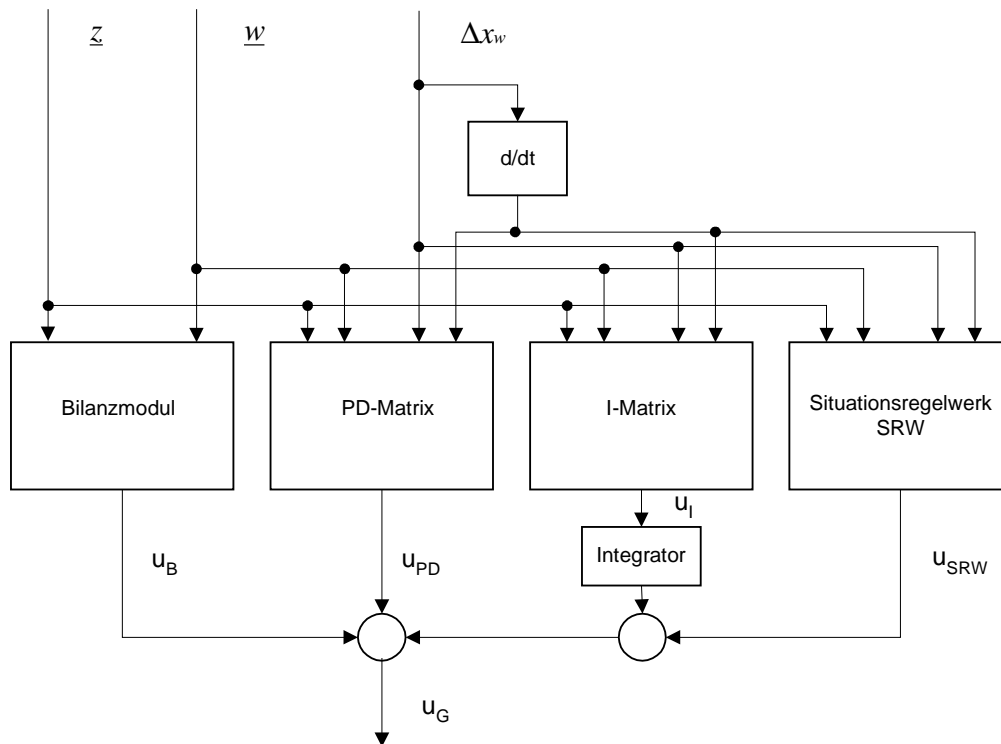 z
w
Δxw
d/dt
Bilanzmodul
PD-Matrix
I-Matrix
Situationsregelwerk
SRW
uI
Integrator
uB
uPD
uSRW
uG